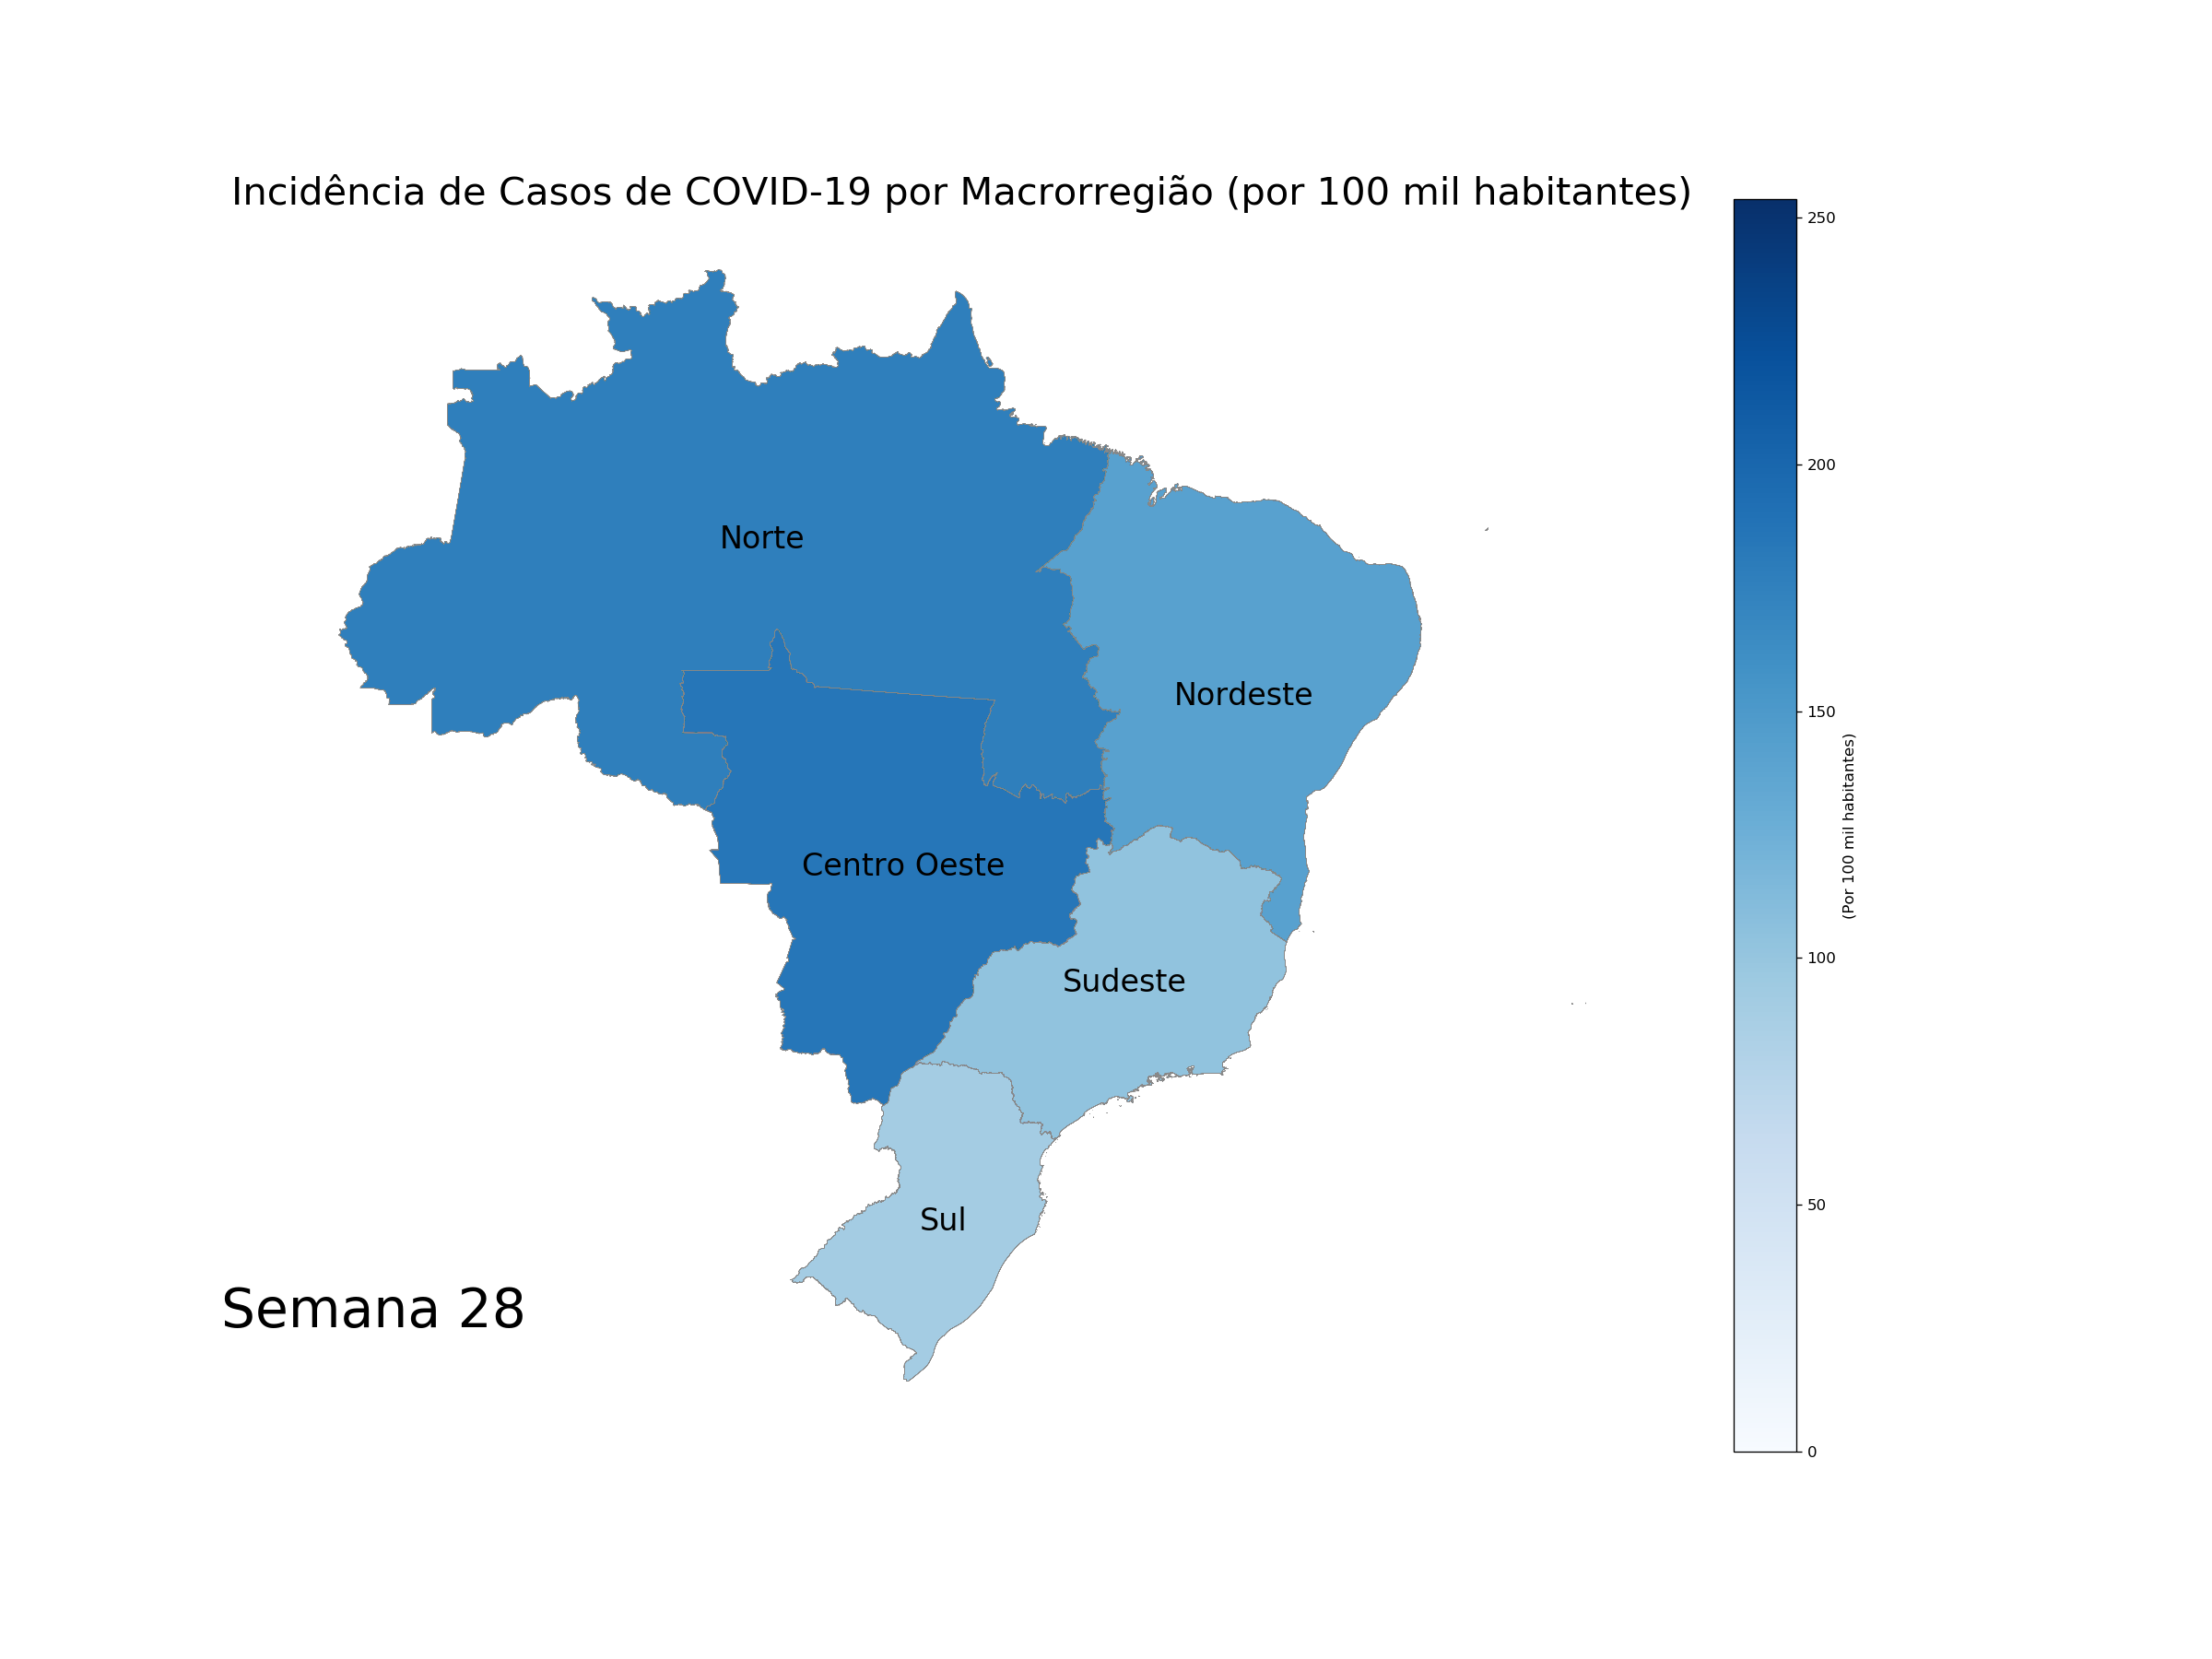 Incidência de Casos de COVID-19 por Macrorregião (por 100 mil habitantes)
250
200
150
100
50
0
(Por 100 mil habitantes)
Norte
Nordeste
Centro Oeste
Sudeste
Sul
Semana 28